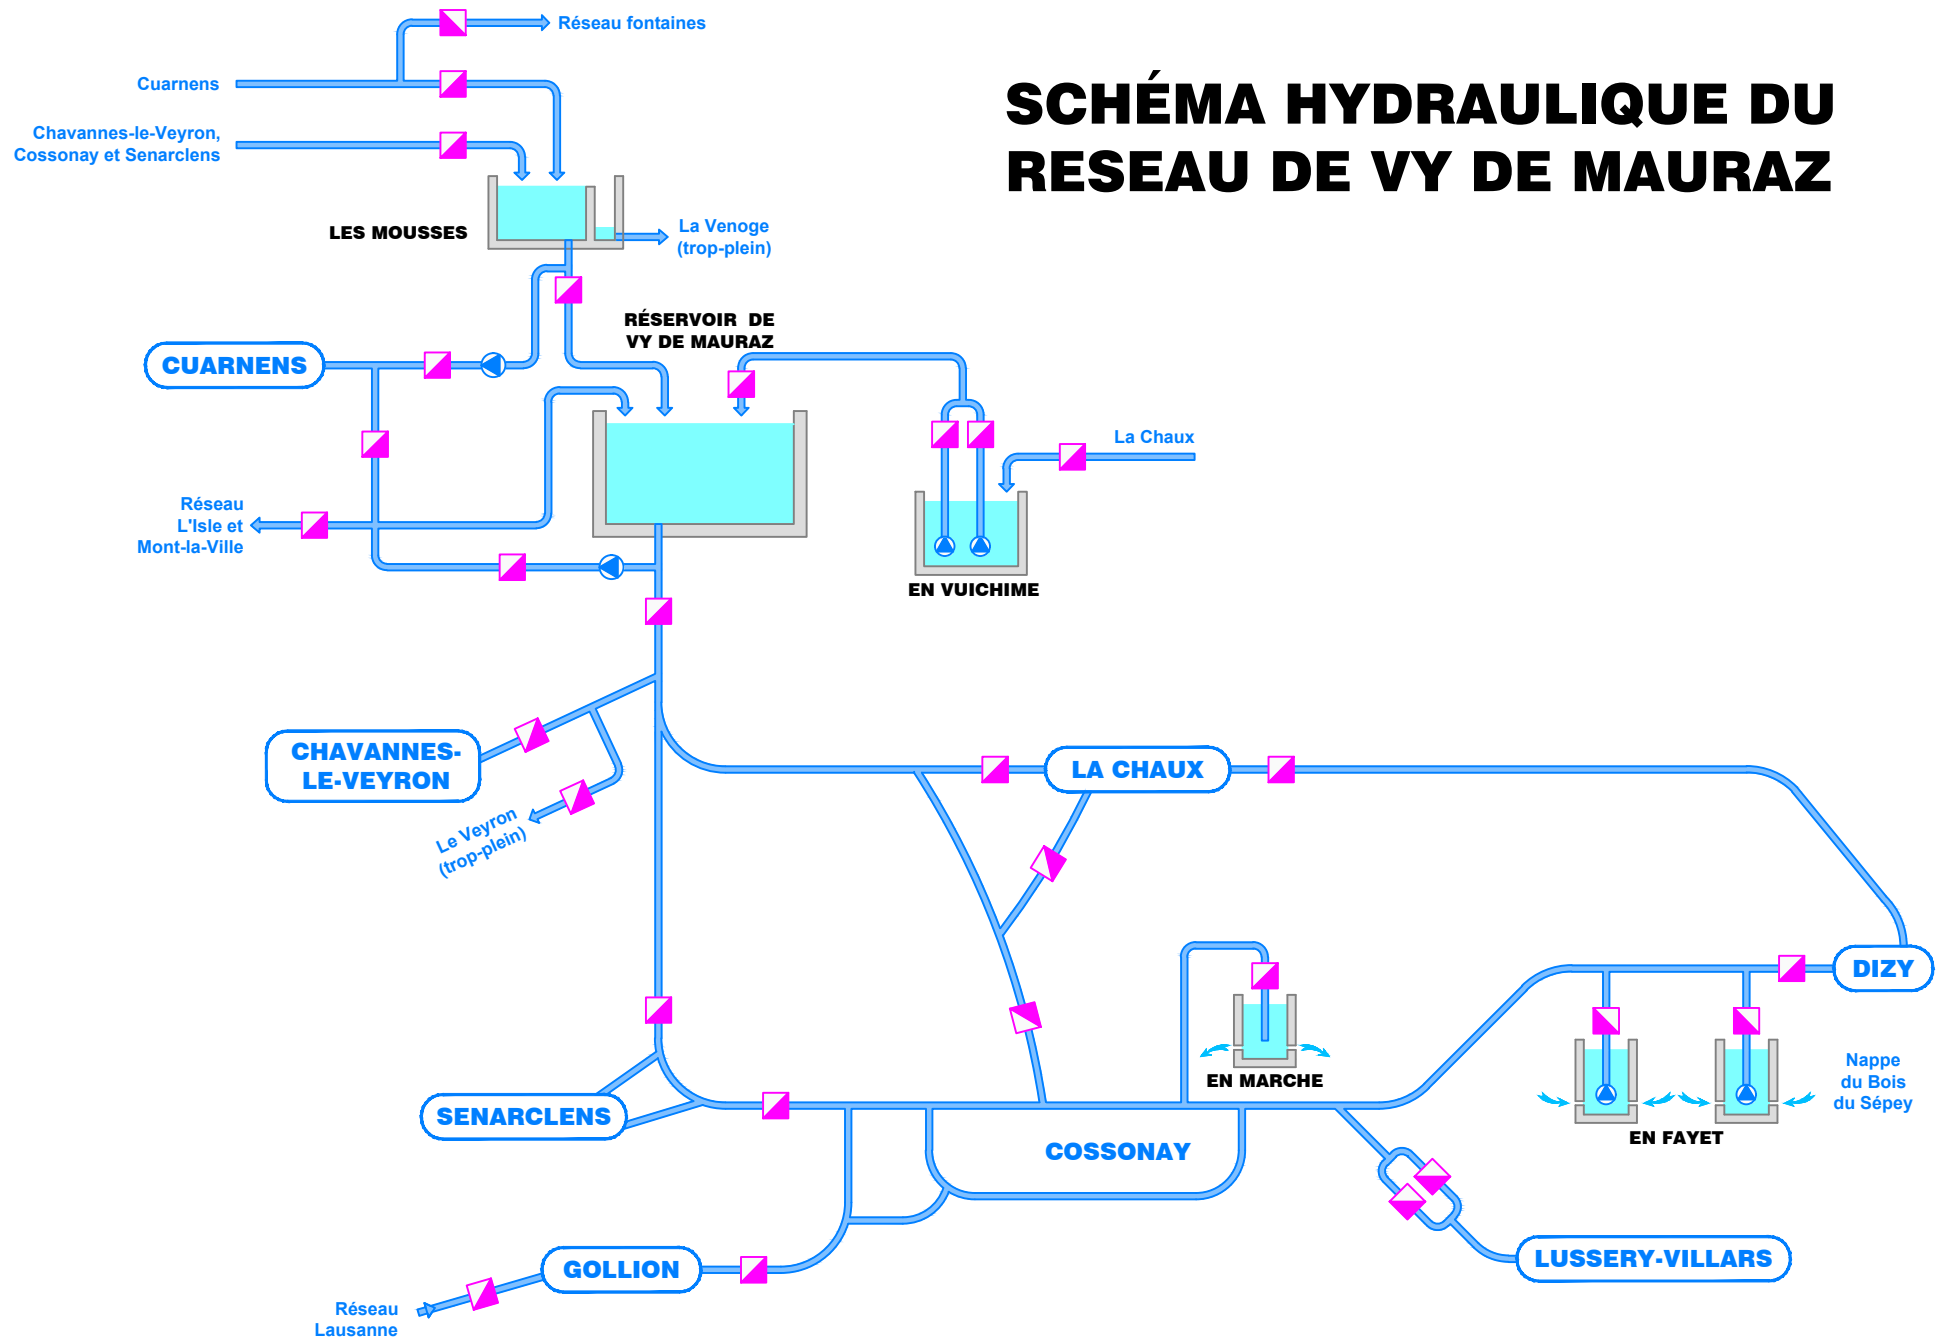 Réseau fontaines
SCHÉMA HYDRAULIQUE DU
RESEAU DE VY DE MAURAZ
Cuarnens
Chavannes-le-Veyron,
Cossonay et Senarclens
LES MOUSSES
La Venoge
(trop-plein)
RÉSERVOIR DE
VY DE MAURAZ
CUARNENS
La Chaux
Réseau
L'Isle et
Mont-la-Ville
EN VUICHIME
CHAVANNES-
LE-VEYRON
LA CHAUX
Le Veyron
(trop-plein)
DIZY
EN MARCHE
Nappe
du Bois
du Sépey
SENARCLENS
EN FAYET
COSSONAY
GOLLION
LUSSERY-VILLARS
Réseau
Lausanne